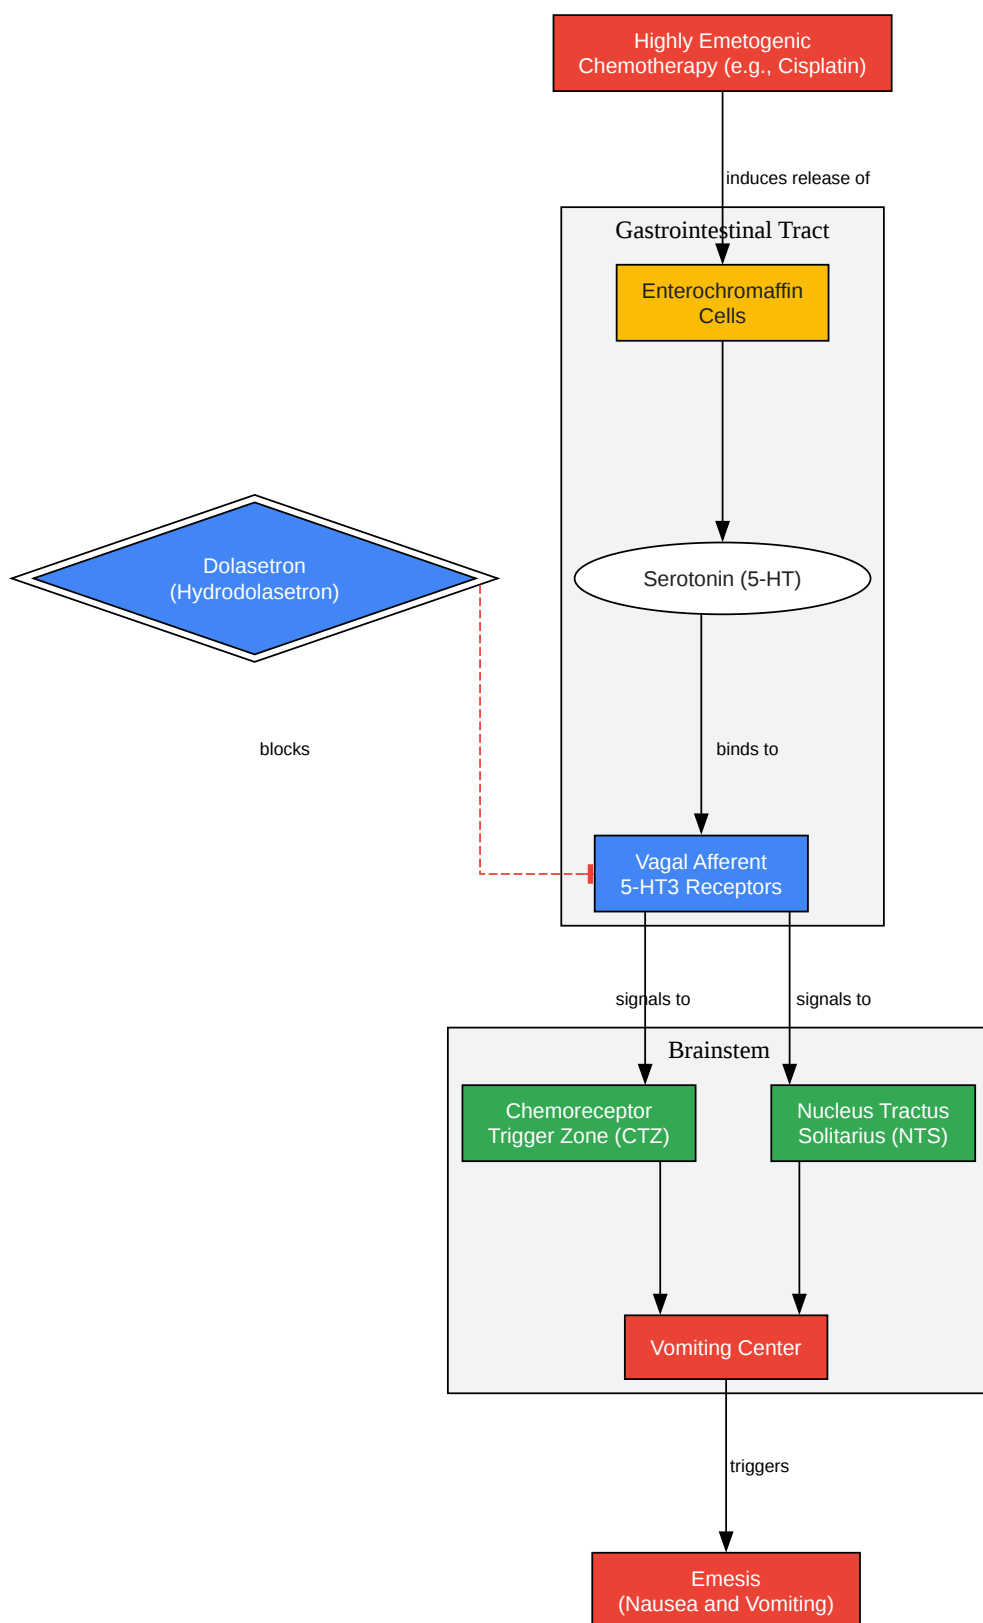 Highly Emetogenic
Chemotherapy (e.g., Cisplatin)
induces release of
Gastrointestinal Tract
Enterochromaffin
Cells
Dolasetron
(Hydrodolasetron)
Serotonin (5-HT)
blocks
binds to
Vagal Afferent
5-HT3 Receptors
signals to
signals to
Brainstem
Chemoreceptor
Trigger Zone (CTZ)
Nucleus Tractus
Solitarius (NTS)
Vomiting Center
triggers
Emesis
(Nausea and Vomiting)